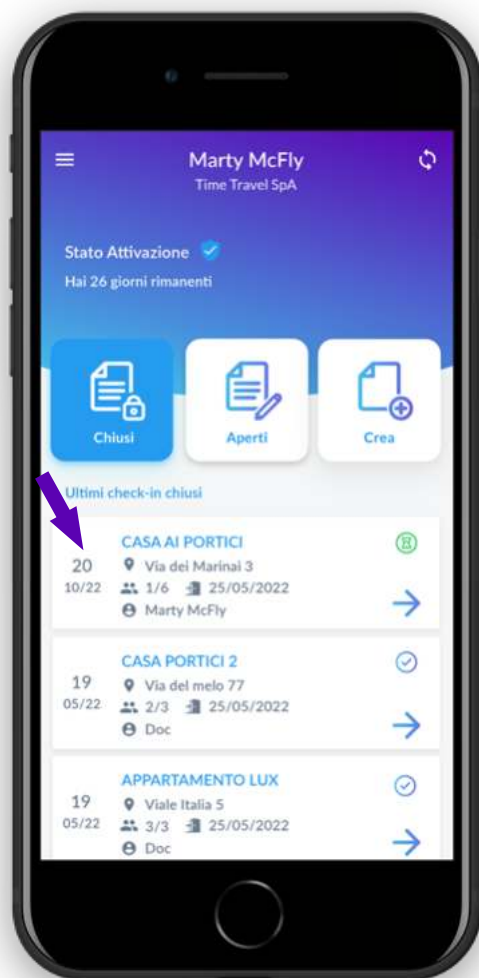 Marty McFly
Time Travel SpA
Stato Attivazione
Hai 26 giorni rimanenti
Chiusi
Aperti
Crea
Ultimi check-in chiusi
CASA AI PORTICI
20
10/22
Via dei Marinai 3
1/6 25/05/2022
Marty McFly
CASA PORTICI 2
19
05/22
Via del melo 77
2/3 25/05/2022
Doc
APPARTAMENTO LUX
19
05/22
Viale Italia 5
3/3 25/05/2022
Doc